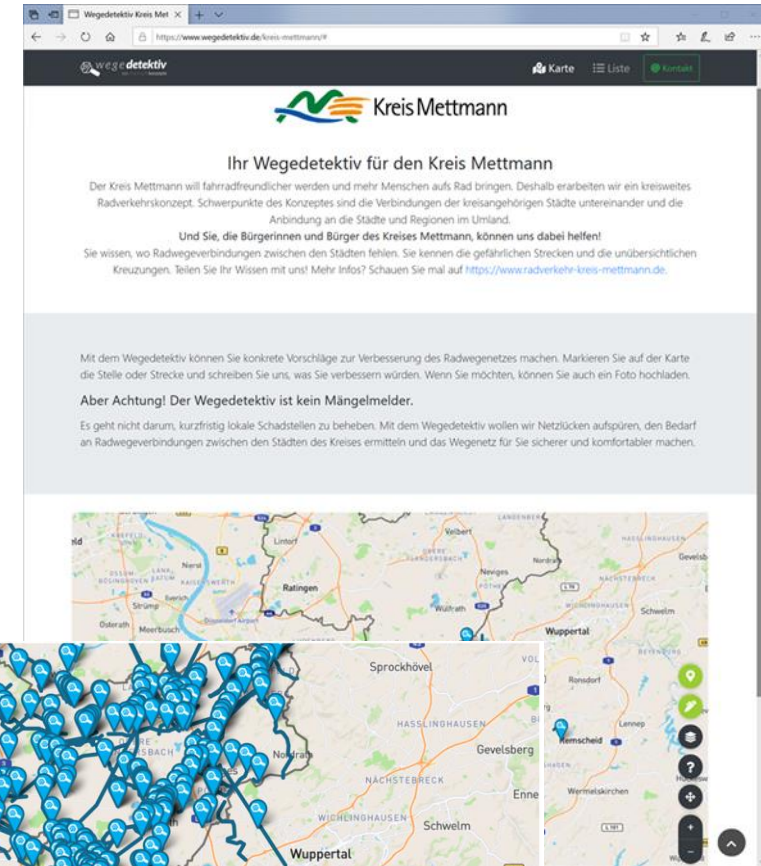 Wegedetektiv Kreis Met
https://www.wegedetektiv.de/kreis-mettmann/#
wegedetektiv
Karte
Liste
Kontakt
Kreis Mettmann
Ihr Wegedetektiv für den Kreis Mettmann
Der Kreis Mettmann will fahrradfreundlicher werden und mehr Menschen aufs Rad bringen. Deshalb erarbeiten wir ein kreisweites
Radverkehrskonzept. Schwerpunkte des Konzeptes sind die Verbindungen der kreisangehörigen Städte untereinander und die
Anbindung an die Städte und Regionen im Umland.
Und Sie, die Bürgerinnen und Bürger des Kreises Mettmann, können uns dabei helfen!
Sie wissen, wo Radwegeverbindungen zwischen den Städten fehlen. Sie kennen die gefährlichen Strecken und die unübersichtlichen
Kreuzungen. Teilen Sie Ihr Wissen mit uns! Mehr Infos? Schauen Sie mal auf https://www.radverkehr-kreis-mettmann.de.
Mit dem Wegedetektiv können Sie konkrete Vorschläge zur Verbesserung des Radwegenetzes machen. Markieren Sie auf der Karte
die Stelle oder Strecke und schreiben Sie uns, was Sie verbessern würden. Wenn Sie möchten, können Sie auch ein Foto hochladen.
Aber Achtung! Der Wegedetektiv ist kein Mängelmelder.
Es geht nicht darum, kurzfristig lokale Schadstellen zu beheben. Mit dem Wegedetektiv wollen wir Netzlücken aufspüren, den Bedarf
an Radwegeverbindungen zwischen den Städten des Kreises ermitteln und das Wegenetz für Sie sicherer und komfortabler machen.
Lintorf
Velbert
HASSLINGHAUSEN
Nierst
Neviges
Gevelsb
Ratingen
NÄCHSTEBRECK
Strümp
Wülfrath
WICHLINGHAUSEN
Schwelm
Osterath
Meerbusch
Wuppertal
Ronsdorf
Lennep
Remscheid
Wermelskirchen
Sprockhövel
HASSLINGHAUSEN
Gevelsberg
NÄCHSTEBRECK
Enne
WICHLINGHAUSEN
Schwelm
Wuppertal